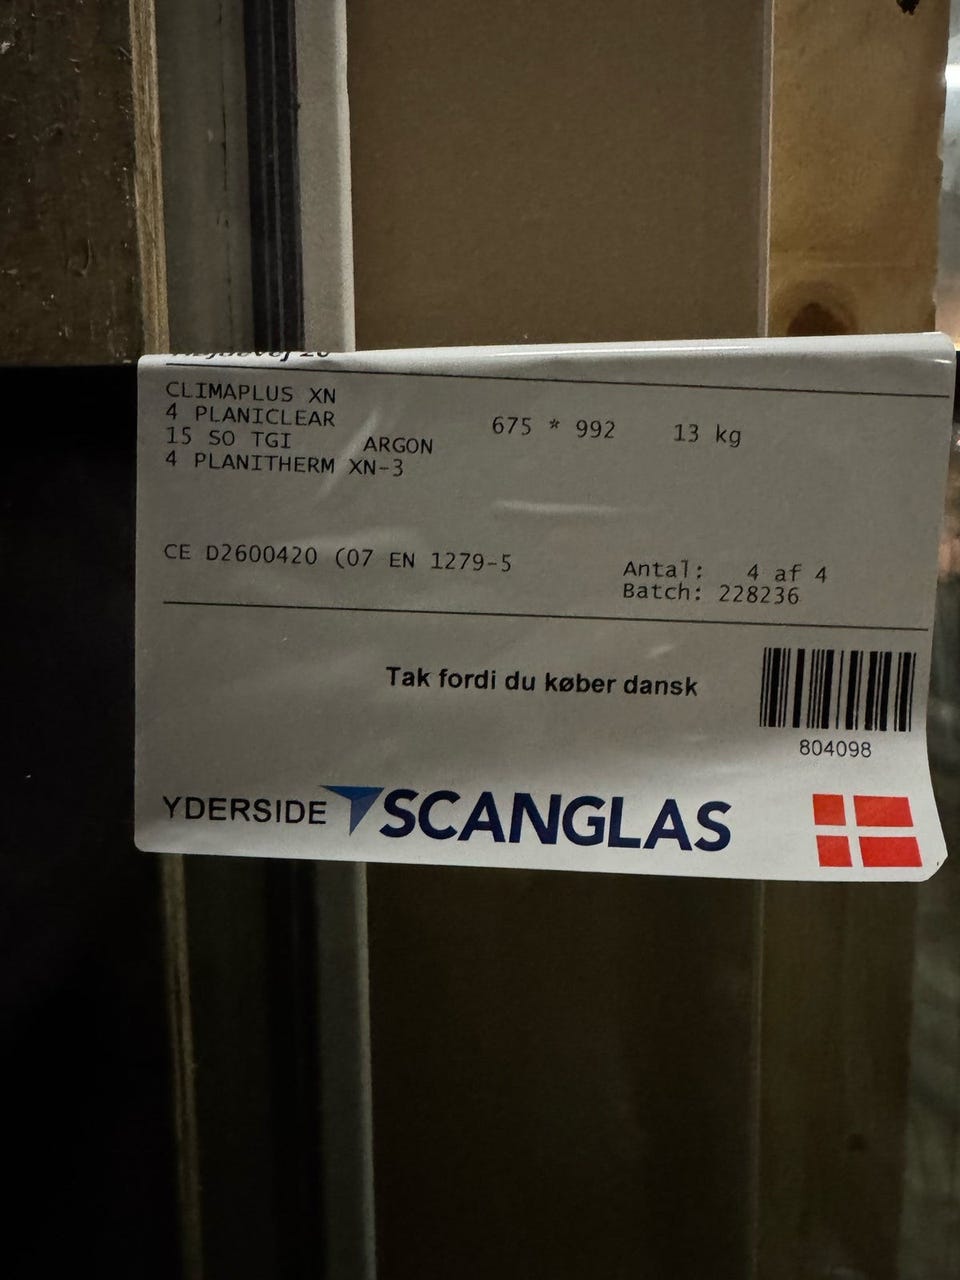 CLIMAPLUS XN
4 PLANICLEAR 675 * 992 13 kg
15 SO TGI ARGON
4 PLANITHERM XN-3
CE D2600420 (07 EN 1279-5
Antal: 4 af 4
Batch: 228236
Tak fordi du køber dansk
804098
YDERSIDE SCANGLAS